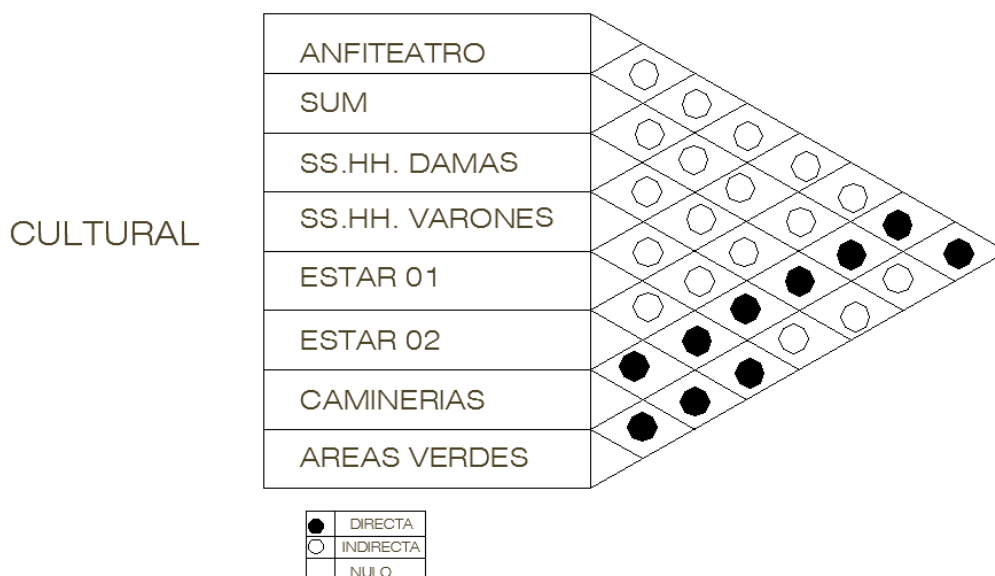 ANFITEATRO
SUM
SS.HH. DAMAS
SS.HH. VARONES
CULTURAL
ESTAR 01
ESTAR 02
CAMINERIAS
AREAS VERDES
DIRECTA
INDIRECTA
NULO